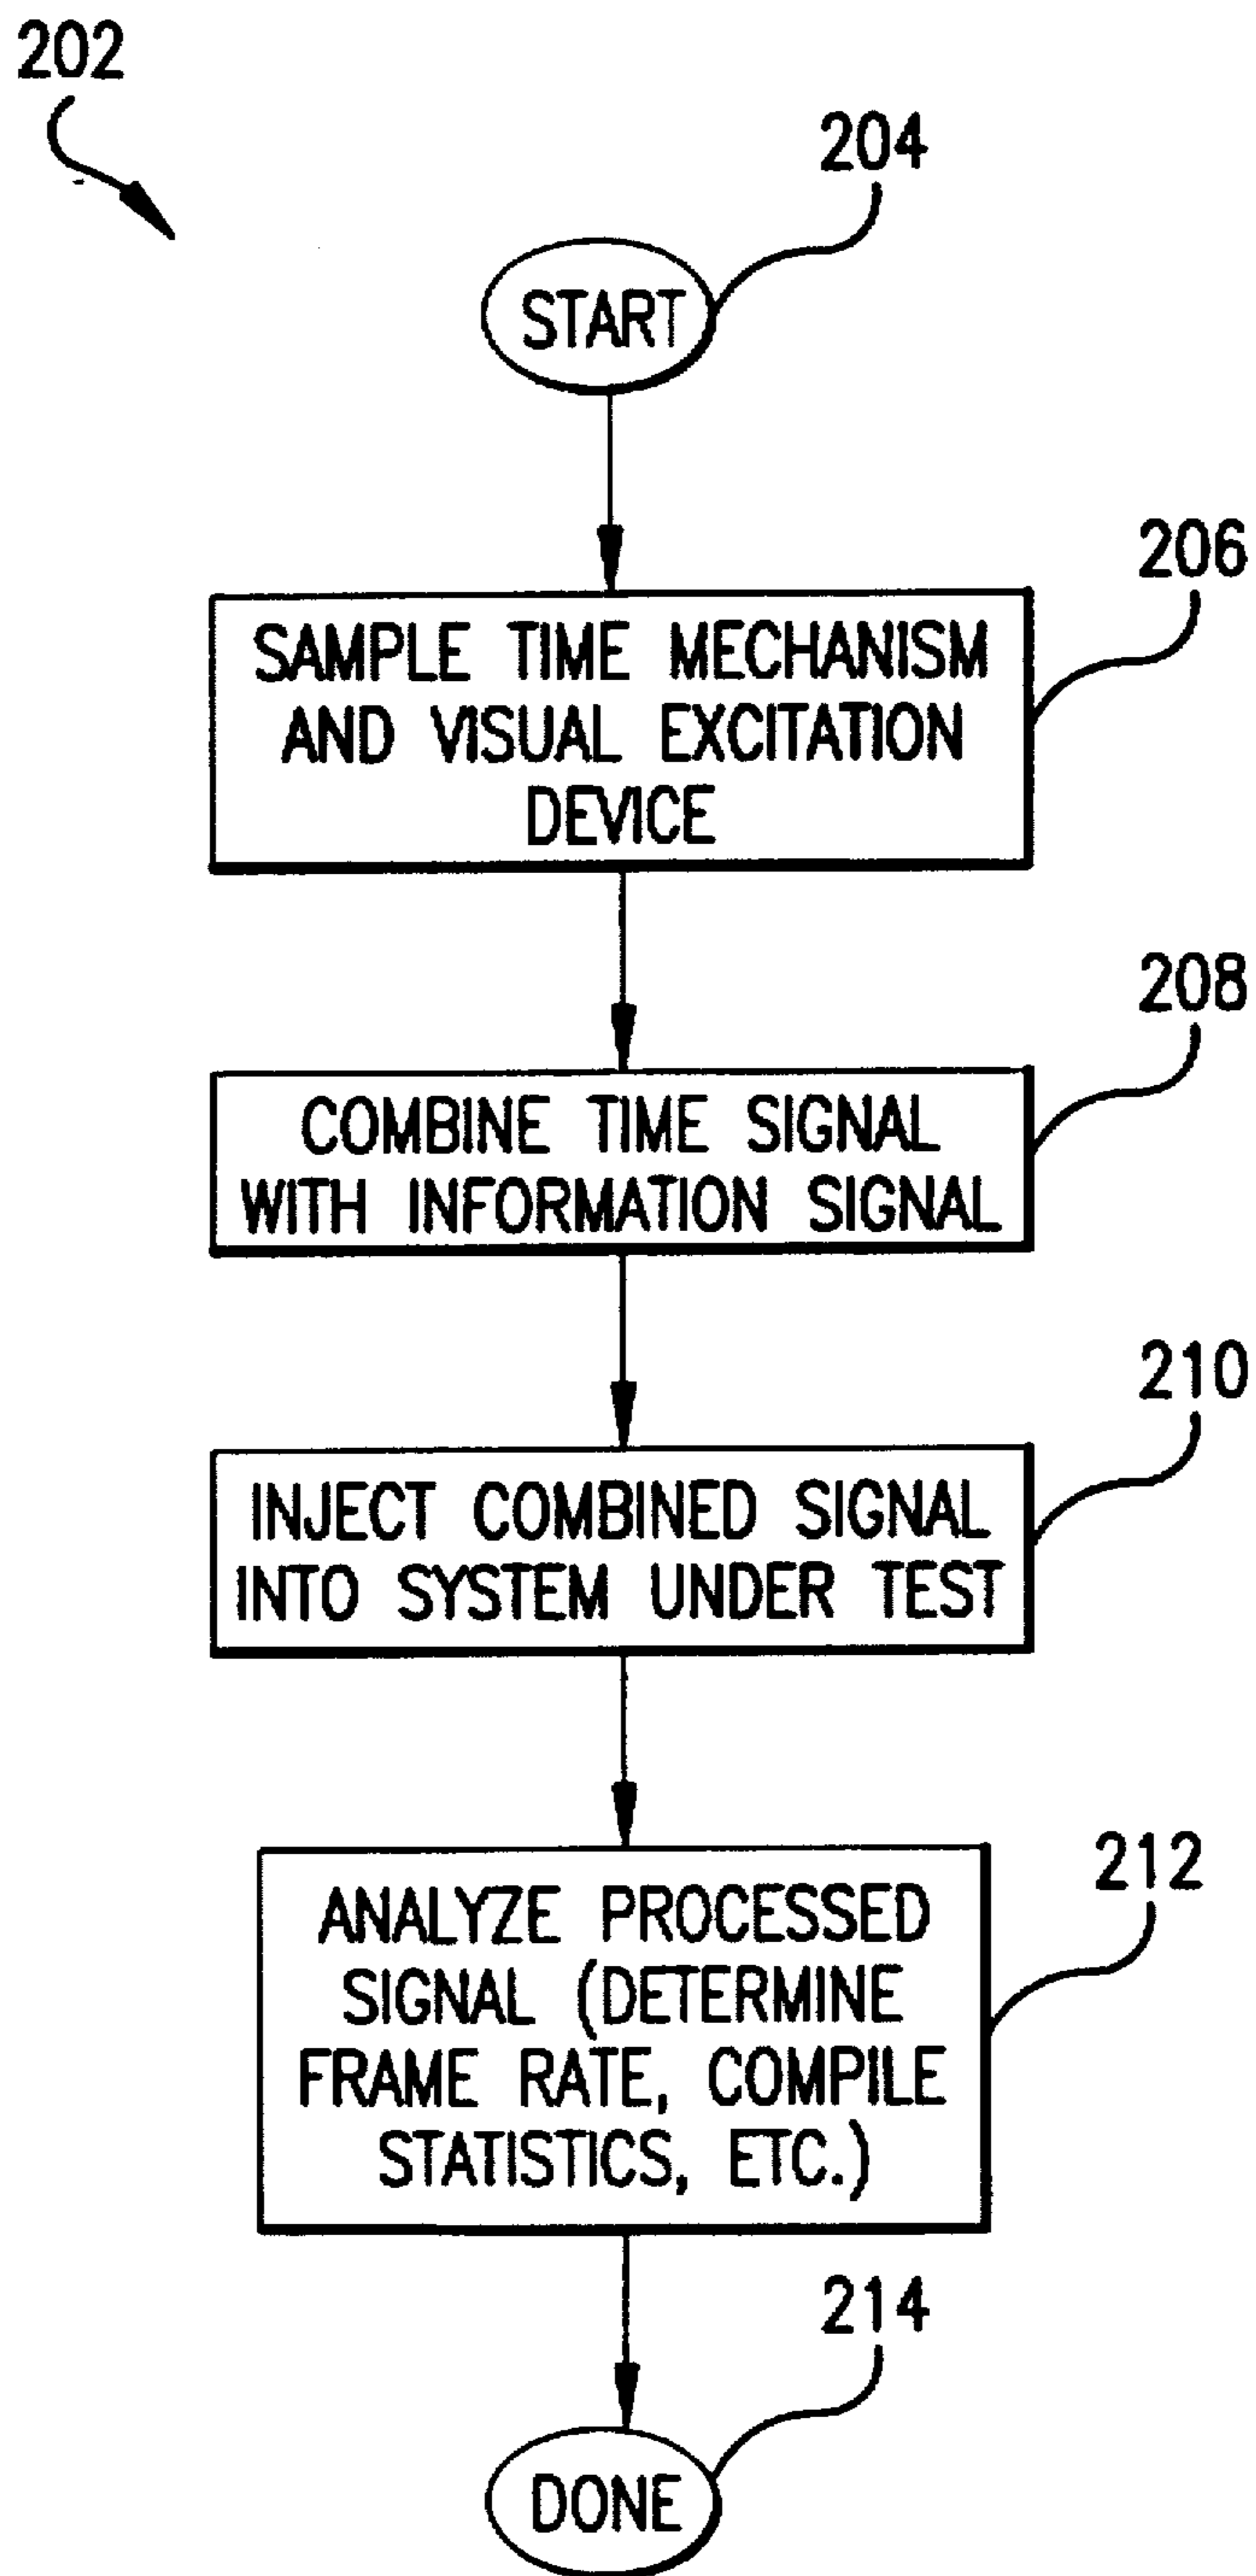 202
204
START
206
SAMPLE TIME MECHANISM
AND VISUAL EXCITATION
DEVICE
208
COMBINE TIME SIGNAL
WITH INFORMATION SIGNAL
210
INJECT COMBINED SIGNAL
INTO SYSTEM UNDER TEST
212
ANALYZE PROCESSED
SIGNAL (DETERMINE
FRAME RATE, COMPILE
STATISTICS, ETC.)
214
DONE